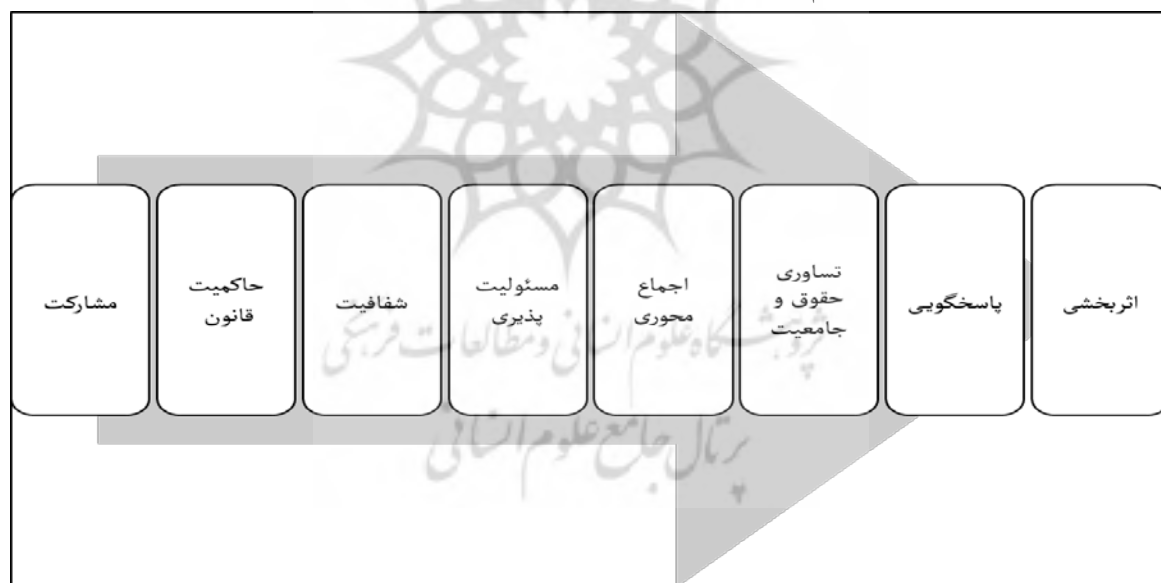 مشارکت
حاکمیت
قانون
شفافیت
مسئولیت
پذیری
اجماع
محوری
تساوری
حقوق و
جامعیت
پاسخگویی
اثربخشی
پژوهشگاه علوم انسانی و مطالعات فرهنگی
پرتال جامع علوم انسانی